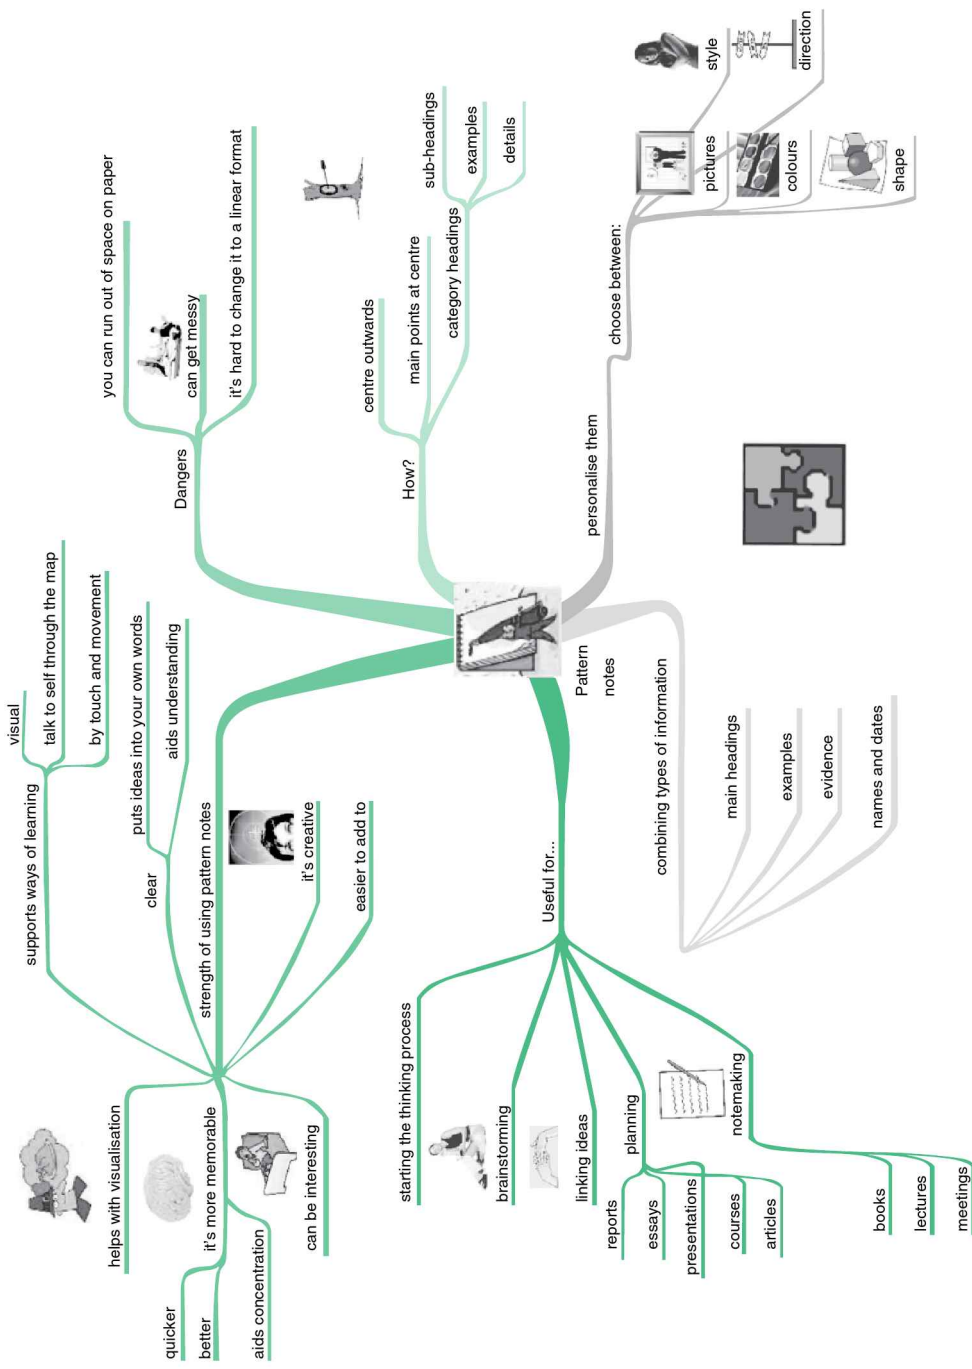 Pattern
notes
strength of using pattern notes
supports ways of learning
visual
talk to self through the map
by touch and movement
clear
puts ideas into your own words
aids understanding
it's creative
easier to add to
helps with visualisation
it's more memorable
quicker
better
aids concentration
can be interesting
Dangers
you can run out of space on paper
can get messy
it's hard to change it to a linear format
How?
centre outwards
main points at centre
category headings
sub-headings
examples
details
personalise them
choose between:
style
direction
pictures
colours
shape
combining types of information
main headings
examples
evidence
names and dates
Useful for...
starting the thinking process
brainstorming
linking ideas
planning
reports
essays
presentations
courses
articles
notemaking
books
lectures
meetings